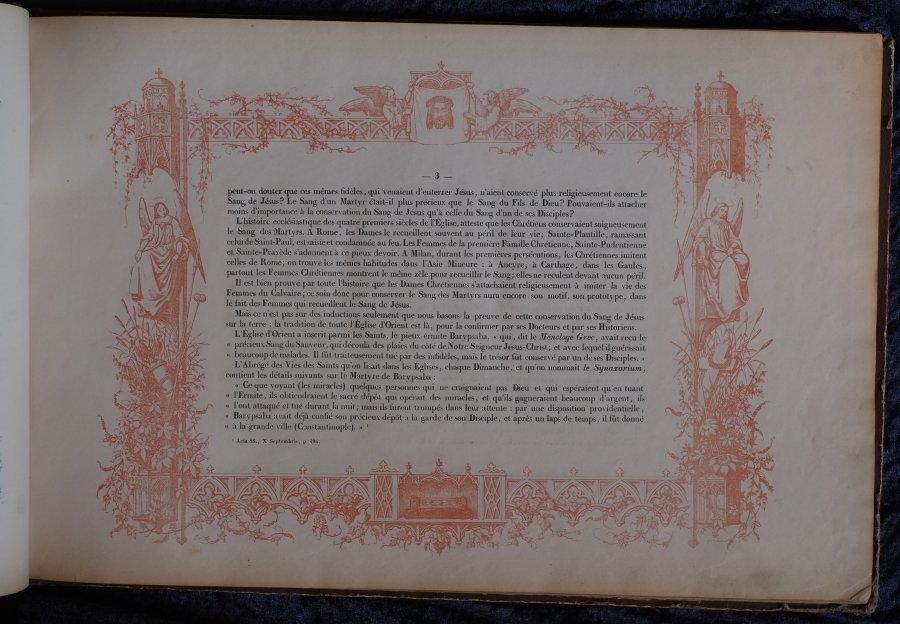 — 3 —
peut-on douter que ces mêmes fidèles, qui venaient d'enterrer Jésus, n'aient conservé plus religieusement encore le
Sang de Jésus? Le Sang d'un Martyr était-il plus précieux que le Sang du Fils de Dieu? Pouvaient-ils attacher
moins d'importance à la conservation du Sang de Jésus qu'à celle du Sang d'un de ses Disciples?
L'histoire ecclésiastique des quatre premiers siècles de l'Église, atteste que les Chrétiens conservaient soigneusement
le Sang des Martyrs. A Rome, les Dames le recueillent souvent au péril de leur vie; Sainte-Plautille, ramassant
celui de Saint-Paul, est saisie et condamnée au feu. Les Femmes de la première Famille Chrétienne, Sainte-Pudentienne
et Sainte-Praxède s'adonnent à ce pieux devoir. A Milan, durant les premières persécutions, les Chrétiennes imitent
celles de Rome; on trouve les mêmes habitudes dans l'Asie Mineure : à Ancyre, à Carthage, dans les Gaules,
partout les Femmes Chrétiennes montrent le même zèle pour recueillir le Sang; elles ne reculent devant aucun péril.
Il est bien prouvé par toute l'histoire que les Dames Chrétiennes s'attachaient religieusement à imiter la vie des
Femmes du Calvaire; ce soin donc pour conserver le Sang des Martyrs aura encore son motif, son prototype, dans
le fait des Femmes qui recueillent le Sang de Jésus.
Mais ce n'est pas sur des inductions seulement que nous basons la preuve de cette conservation du Sang de Jésus
sur la terre : la tradition de toute l'Église d'Orient est là, pour la confirmer par ses Docteurs et par ses Historiens.
L'Église d'Orient a inscrit parmi les Saints, le pieux ermite Barypsaba, « qui, dit le Ménologe Grec, avait reçu le
« précieux Sang du Sauveur, qui découla des plaies du côté de Notre Seigneur Jésus-Christ; et avec lequel il guérissait
« beaucoup de malades. Il fût traiteusement tué par des infidèles, mais le trésor fût conservé par un de ses Disciples. »
L'Abrégé des Vies des Saints qu'on lisait dans les Églises, chaque Dimanche, et qu'on nommait le Synaxarium,
contient les détails suivants sur le Martyre de Barypsaba :
« Ce que voyant (les miracles) quelques personnes qui ne craignaient pas Dieu et qui espéraient qu'en tuant
« l'Ermite, ils obtiendraient le sacré dépôt qui opérait des miracles, et qu'ils gagneraient beaucoup d'argent, ils
« l'ont attaqué et tué durant la nuit; mais ils furent trompés dans leur attente : par une disposition providentielle,
« Barypsaba avait déjà confié son précieux dépôt à la garde de son Disciple, et après un laps de temps, il fût donné
« à la grande ville (Constantinople). » ¹
¹ Acta SS., X Septembris, p. 494.